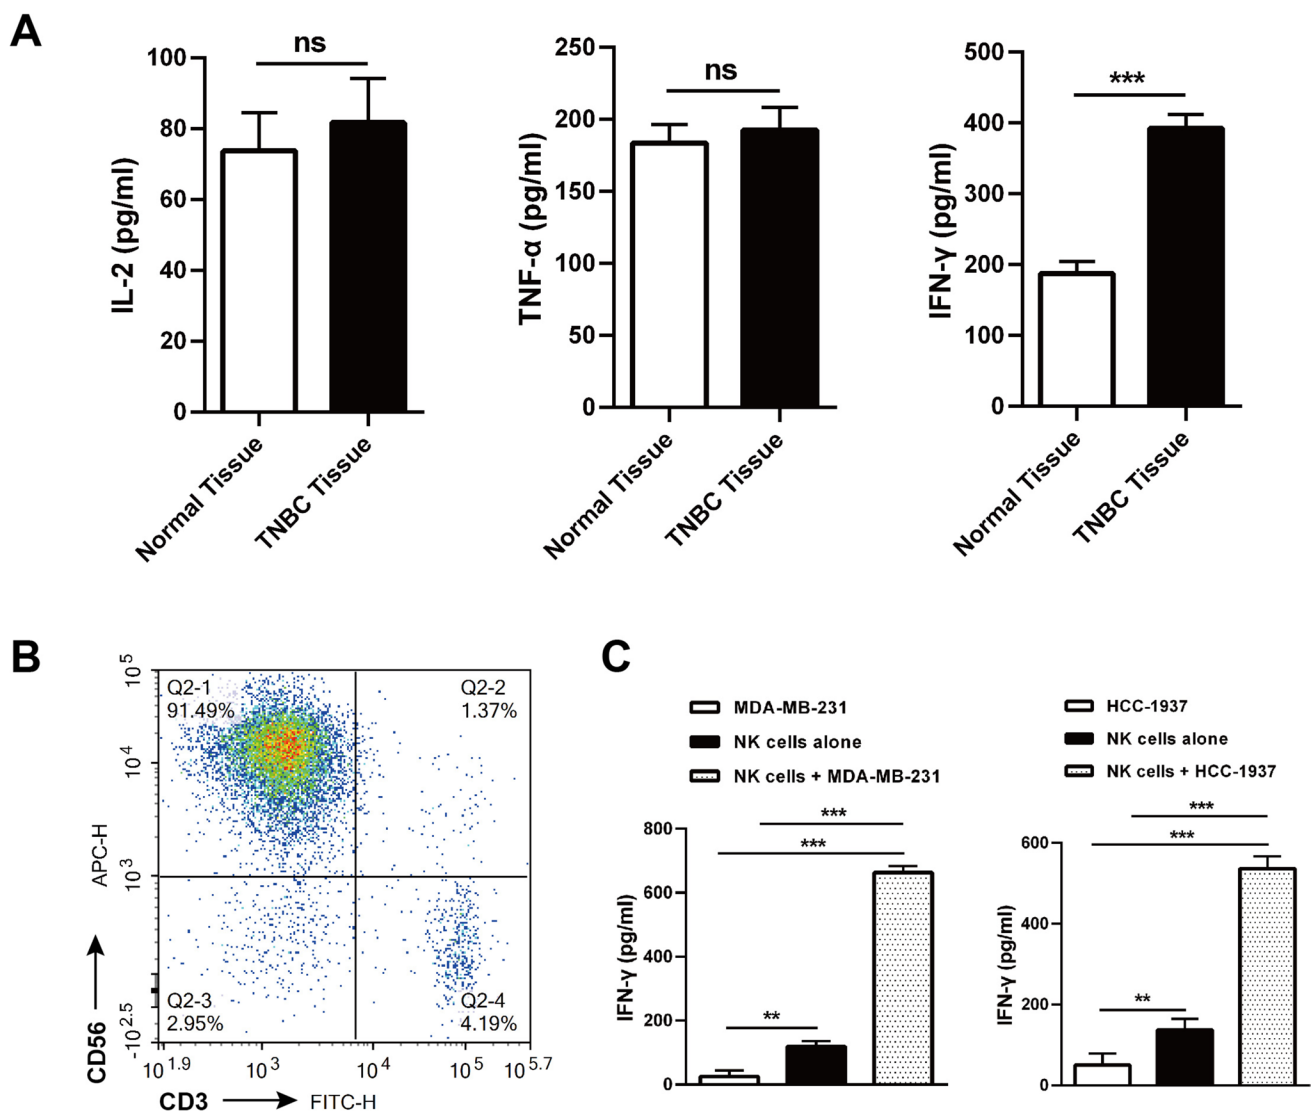 A
ns
100
80
60
40
20
0
IL-2 (pg/ml)
Normal Tissue
TNBC Tissue
ns
250
200
150
100
50
0
TNF-α (pg/ml)
Normal Tissue
TNBC Tissue
***
500
400
300
200
100
0
IFN-γ (pg/ml)
Normal Tissue
TNBC Tissue
B
Q2-1
91.49%
Q2-2
1.37%
Q2-3
2.95%
Q2-4
4.19%
10^5
10^4
10^3
-10^2.5
APC-H
CD56
10^1.9
10^3
10^4
10^5
10^5.7
CD3
FITC-H
C
MDA-MB-231
NK cells alone
NK cells + MDA-MB-231
***
***
**
800
600
400
200
0
IFN-γ (pg/ml)
HCC-1937
NK cells alone
NK cells + HCC-1937
***
***
**
600
400
200
0
IFN-γ (pg/ml)